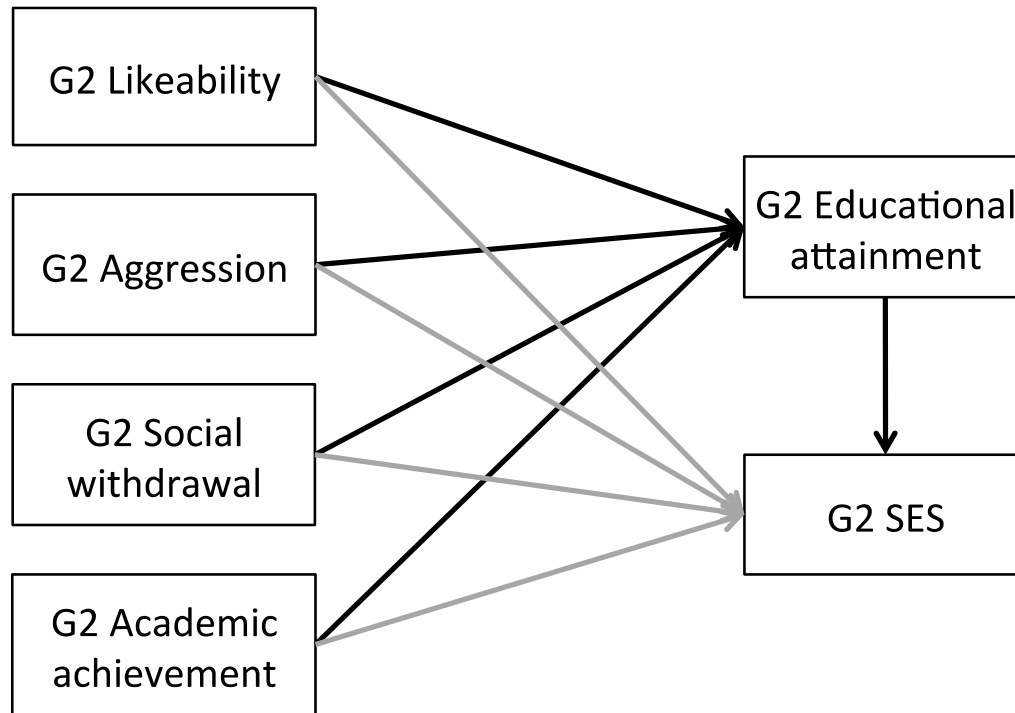 G2 Likeability
G2 Aggression
G2 Social
withdrawal
G2 Academic
achievement
G2 Educational
attainment
G2 SES